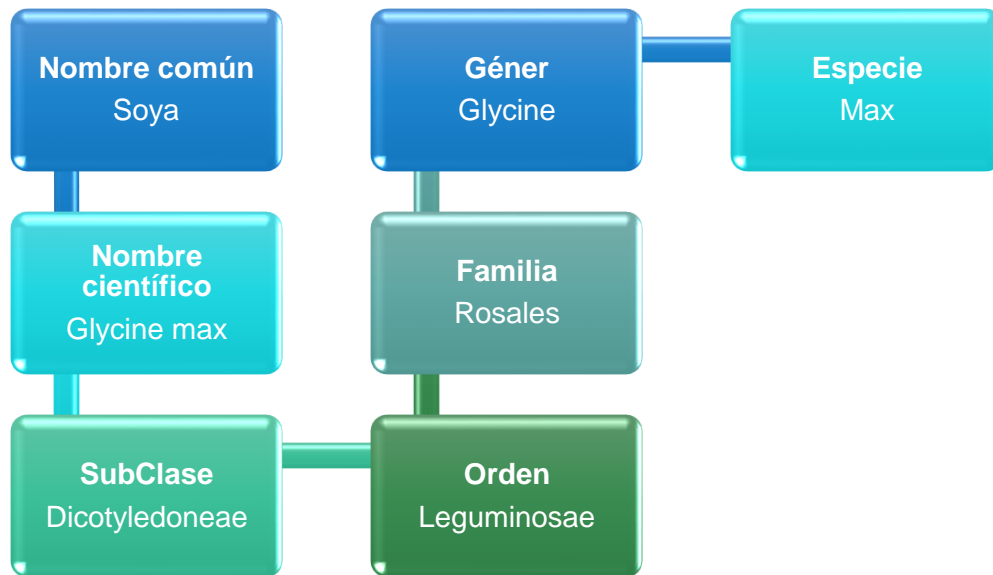 Nombre común
Soya
Nombre
científico
Glycine max
SubClase
Dicotyledoneae
Orden
Leguminosae
Familia
Rosales
Géner
Glycine
Especie
Max